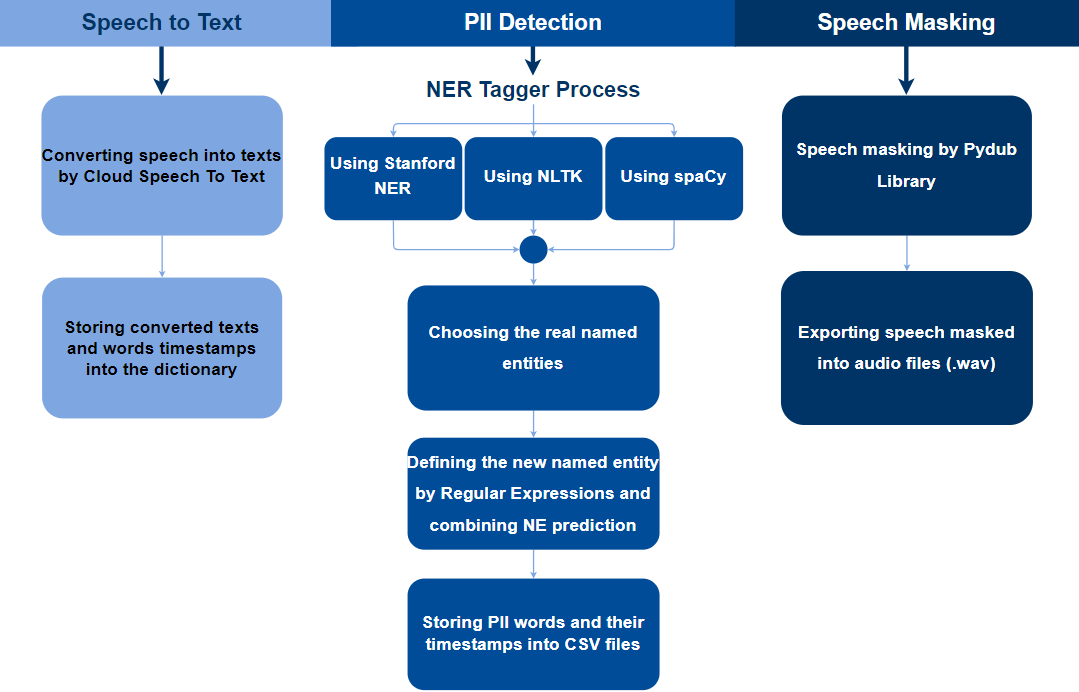 Speech to Text
PII Detection
Speech Masking
Converting speech into texts
by Cloud Speech To Text
Storing converted texts
and words timestamps
into the dictionary
NER Tagger Process
Using Stanford
NER
Using NLTK
Using spaCy
Choosing the real named
entities
Defining the new named entity
by Regular Expressions and
combining NE prediction
Storing PII words and their
timestamps into CSV files
Speech masking by Pydub
Library
Exporting speech masked
into audio files (.wav)